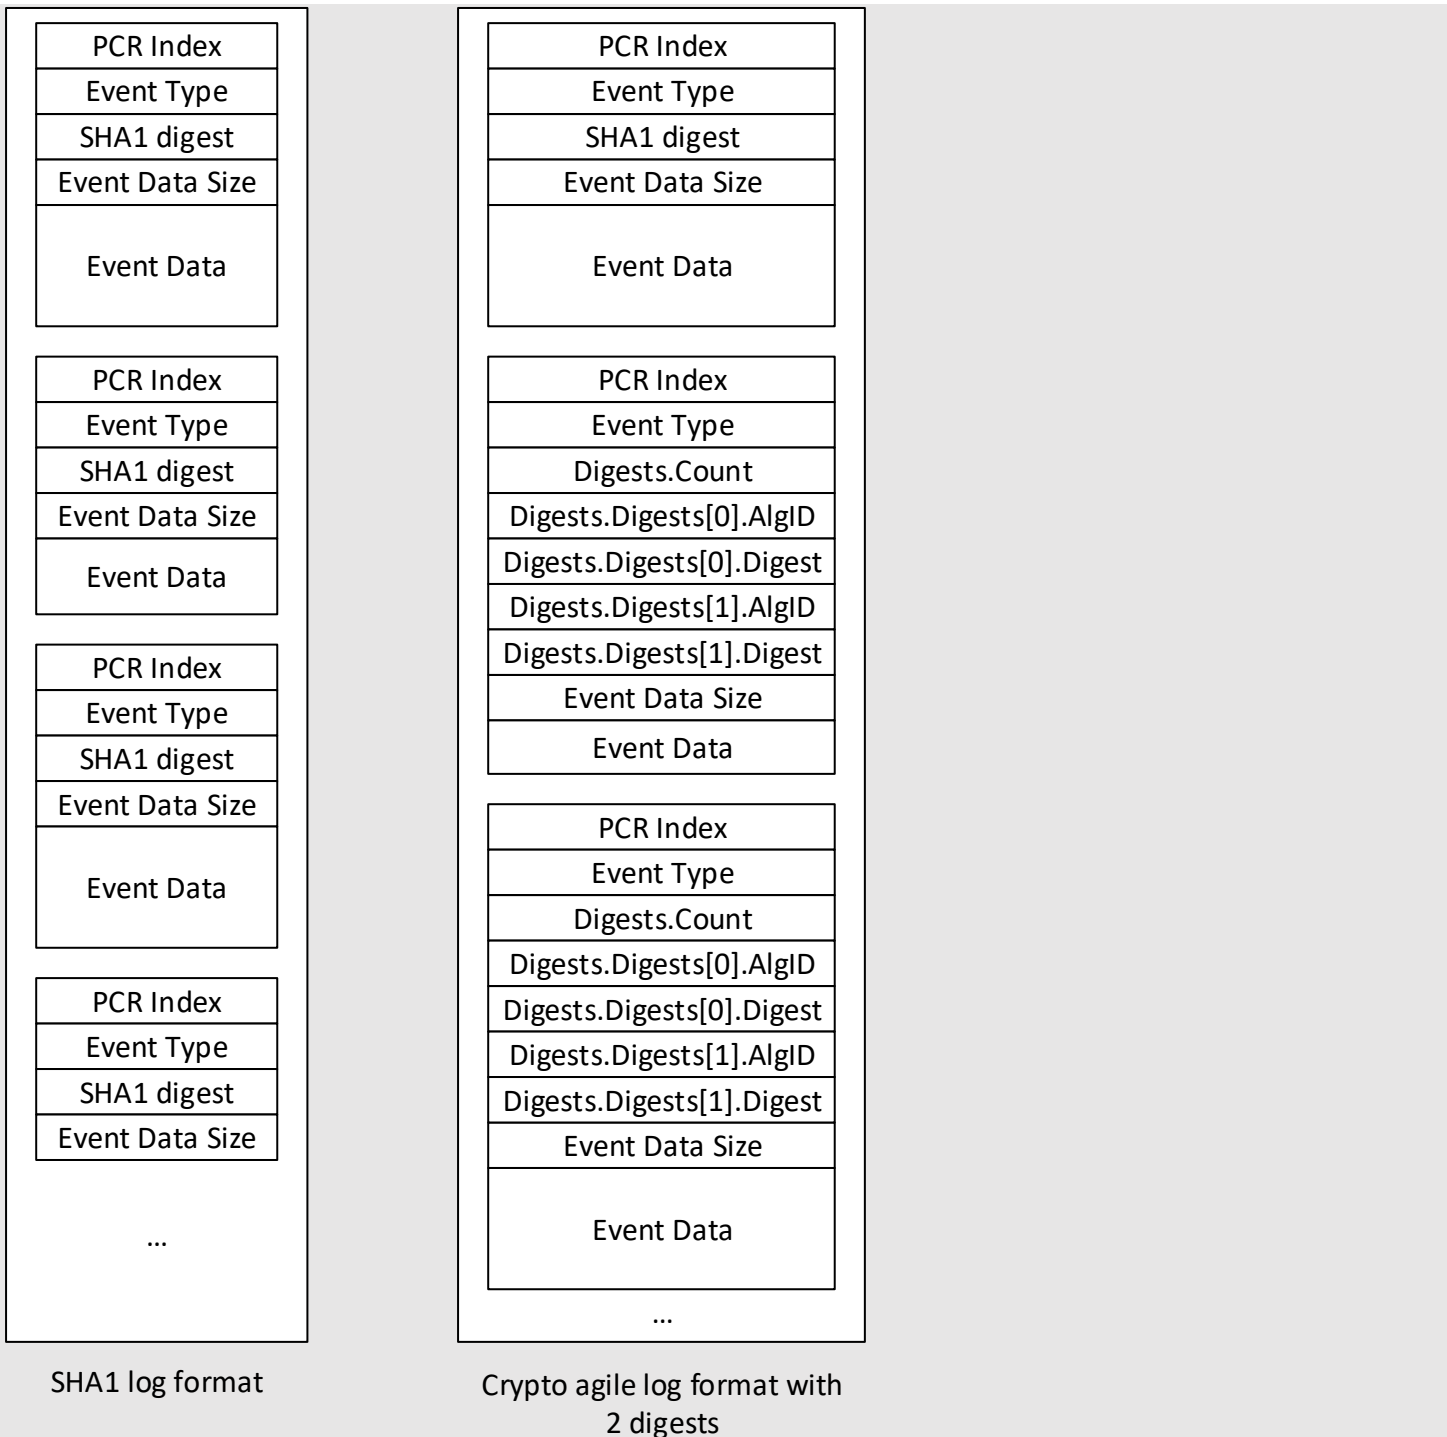 PCR Index
Event Type
SHA1 digest
Event Data Size
Event Data
PCR Index
Event Type
SHA1 digest
Event Data Size
Event Data
PCR Index
Event Type
SHA1 digest
Event Data Size
Event Data
PCR Index
Event Type
SHA1 digest
Event Data Size
...
SHA1 log format
PCR Index
Event Type
SHA1 digest
Event Data Size
Event Data
PCR Index
Event Type
Digests.Count
Digests.Digests[0].AlgID
Digests.Digests[0].Digest
Digests.Digests[1].AlgID
Digests.Digests[1].Digest
Event Data Size
Event Data
PCR Index
Event Type
Digests.Count
Digests.Digests[0].AlgID
Digests.Digests[0].Digest
Digests.Digests[1].AlgID
Digests.Digests[1].Digest
Event Data Size
Event Data
...
Crypto agile log format with
2 digests